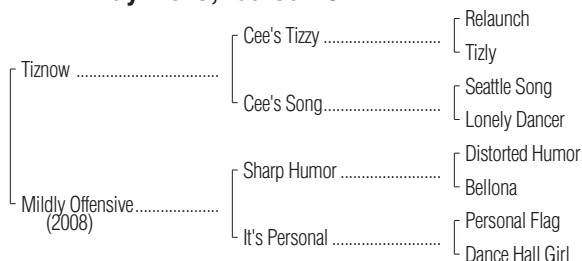 Relaunch
Cee's Tizzy ........................................
Tizly
Tiznow ................................................
Seattle Song
Cee's Song.................................
Lonely Dancer
Distorted Humor
Sharp Humor ............................
Bellona
Mildly Offensive............................
(2008)
Personal Flag
It's Personal ..............................
Dance Hall Girl